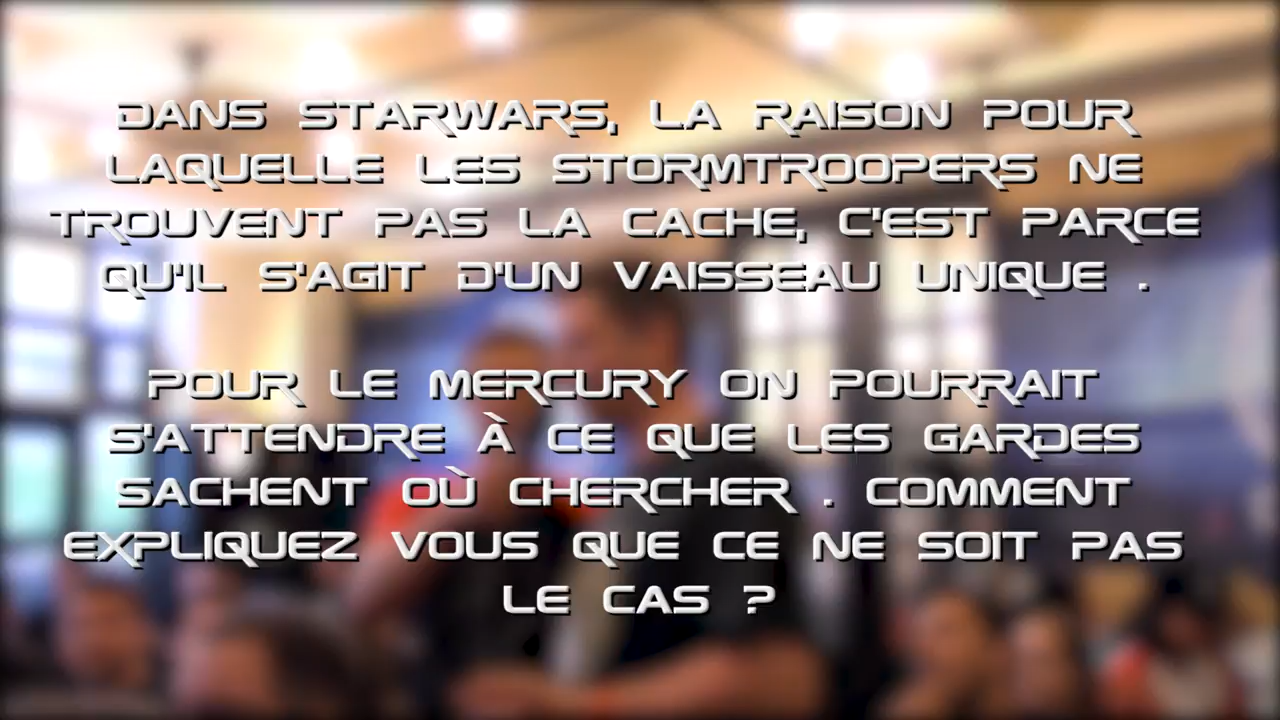 DANS STARWARS, LA RAISON POUR
LAQUELLE LES STORMTROOPERS NE
TROUVENT PAS LA CACHE, C'EST PARCE
QU'IL S'AGIT D'UN VAISSEAU UNIQUE .
POUR LE MERCURY ON POURRAIT
S'ATTENDRE À CE QUE LES GARDES
SACHENT OÙ CHERCHER . COMMENT
EXPLIQUEZ VOUS QUE CE NE SOIT PAS
LE CAS ?